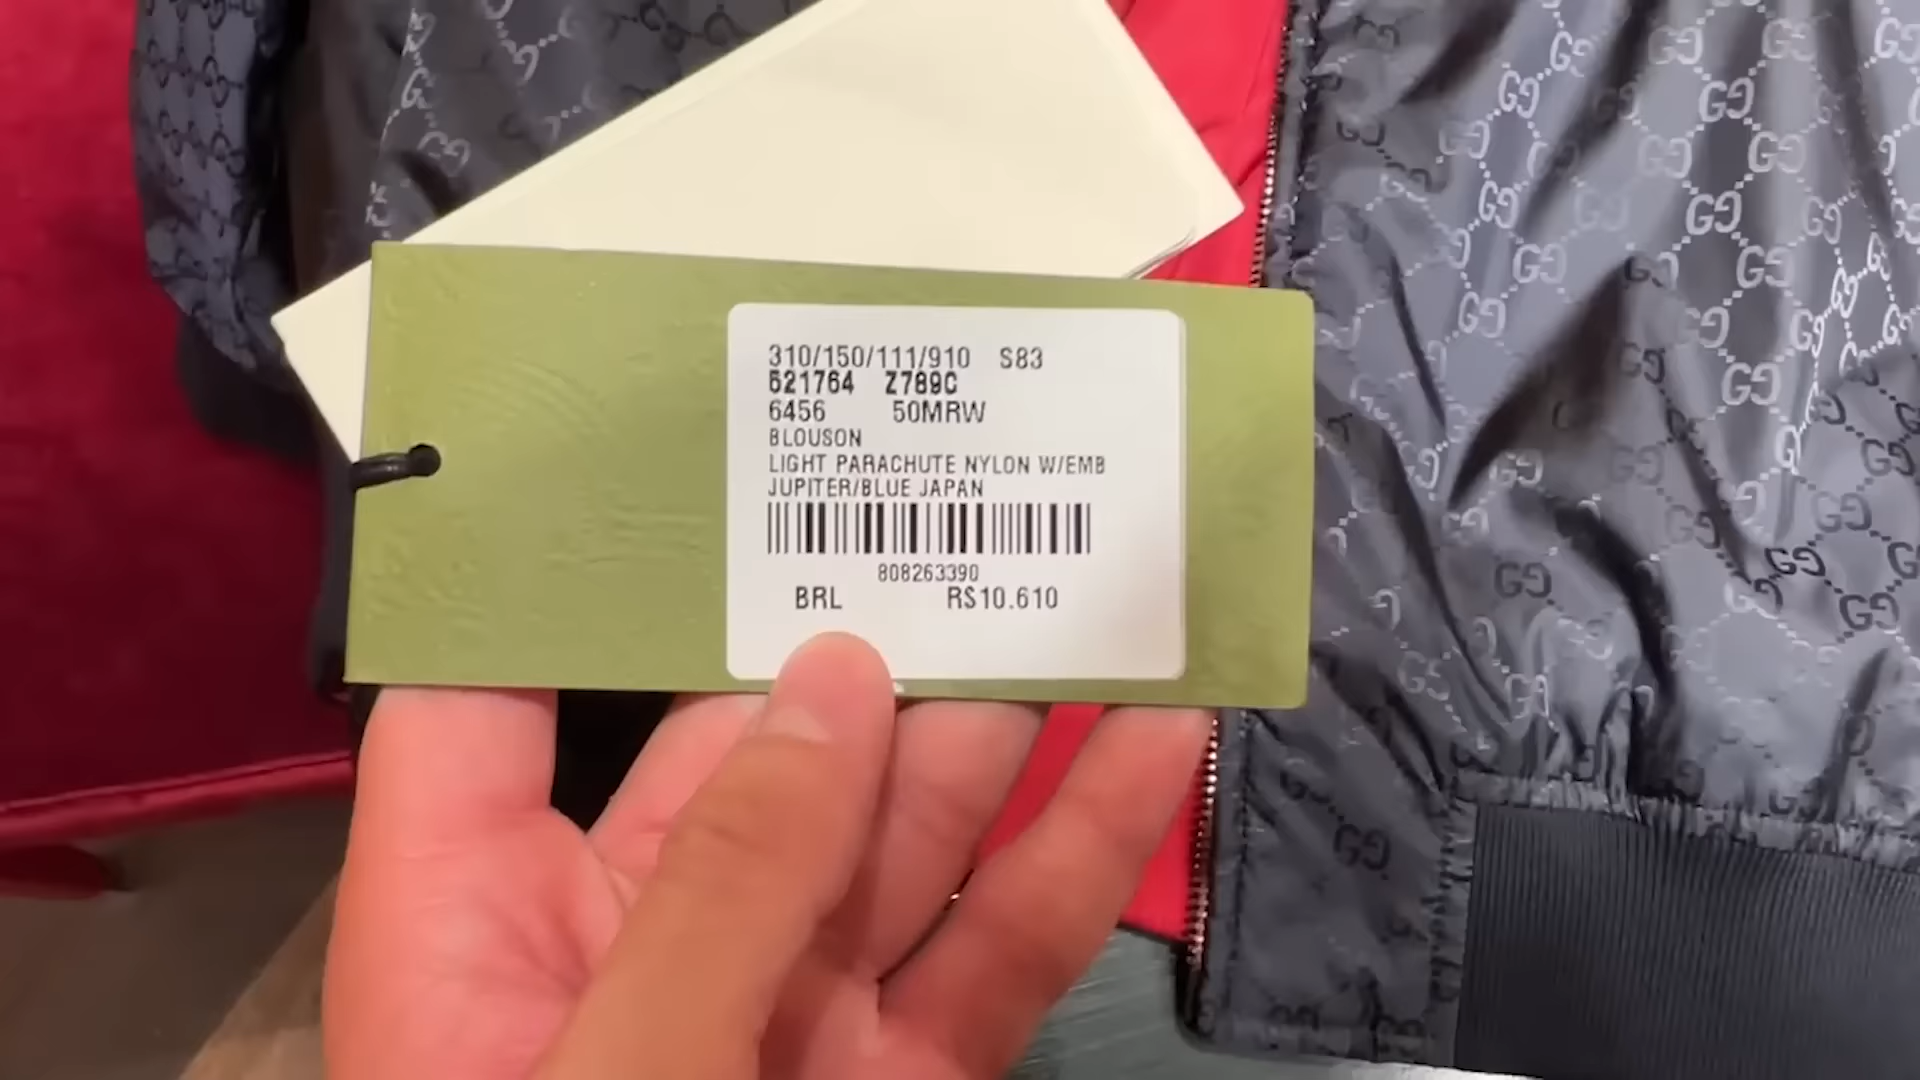 310/150/111/910 S83
621764 Z789C
6456 50MRW
BLOUSON
LIGHT PARACHUTE NYLON W/EMB
JUPITER/BLUE JAPAN
808263390
BRL R$10.610